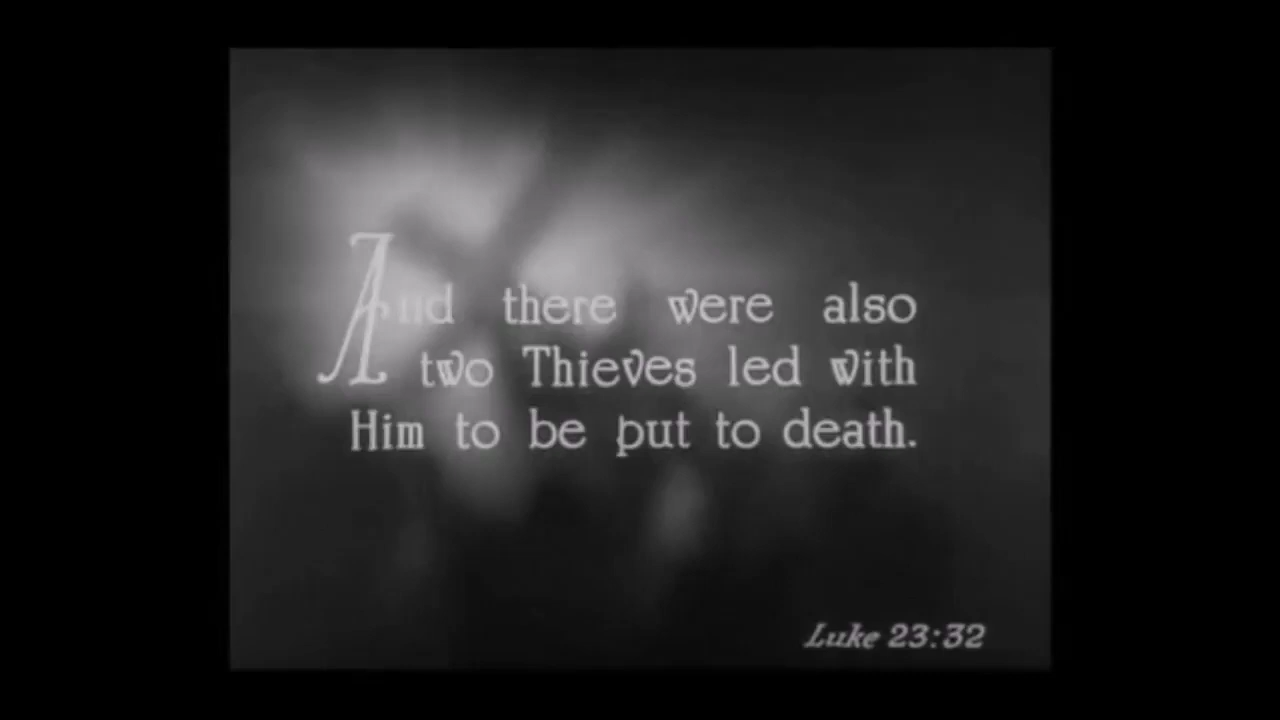 And there were also
two Thieves led with
Him to be put to death.
Luke 23:32